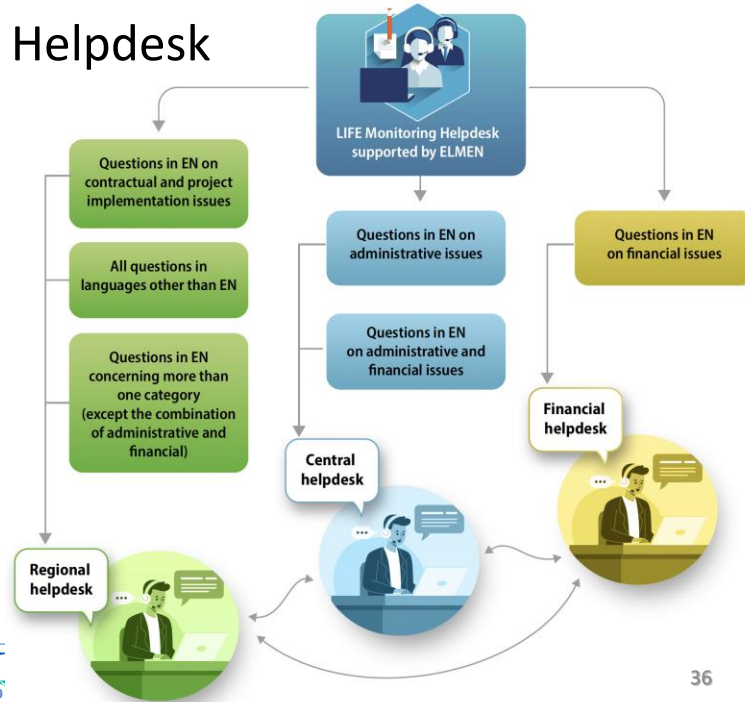 Helpdesk
LIFE Monitoring Helpdesk
supported by ELMEN
Questions in EN on
contractual and project
implementation issues
All questions in
languages other than EN
Questions in EN
concerning more than
one category
(except the combination
of administrative and
financial)
Regional
helpdesk
Questions in EN on
administrative issues
Questions in EN
on administrative and
financial issues
Central
helpdesk
Questions in EN
on financial issues
Financial
helpdesk
36